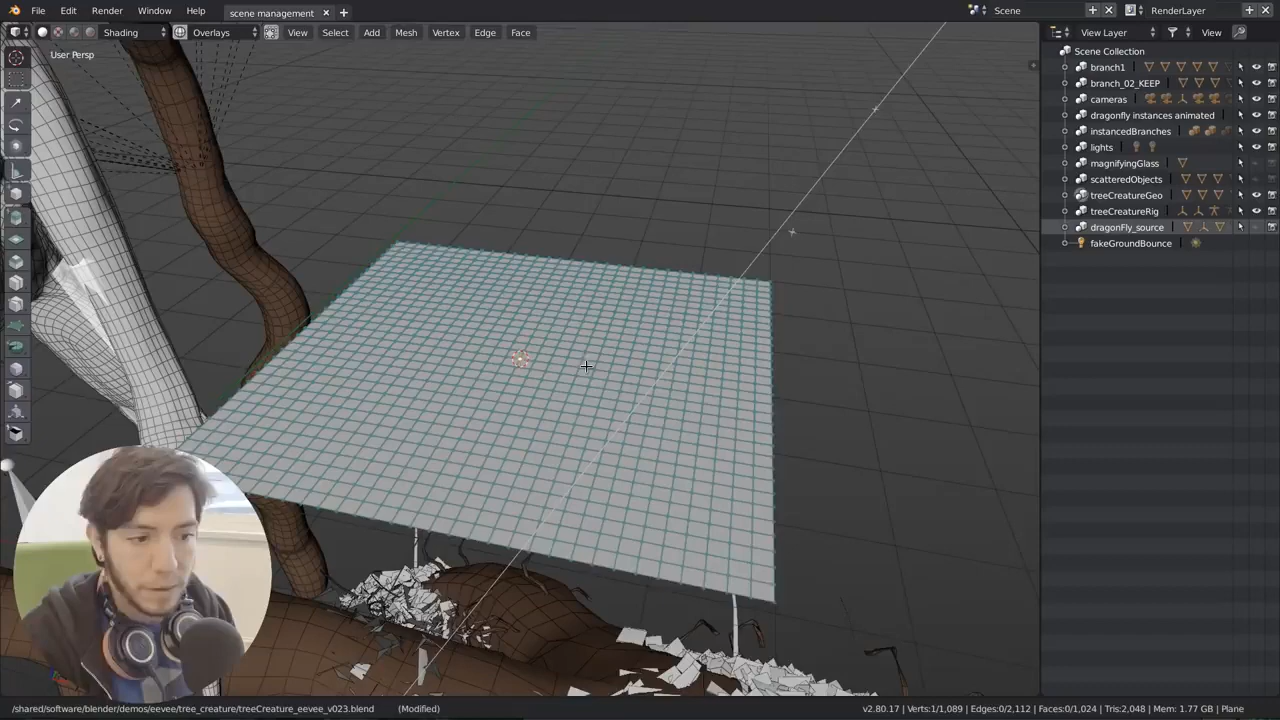 File Edit Render Window Help scene management Scene RenderLayer
Shading Overlays View Select Add Mesh Vertex Edge Face View Layer View
User Persp
Scene Collection
branch1
branch_02_KEEP
cameras
dragonfly instances animated
instancedBranches
lights
magnifyingGlass
scatteredObjects
treeCreatureGeo
treeCreatureRig
dragonFly_source
fakeGroundBounce
/shared/software/blender/demos/eevee/tree_creature/treeCreature_eevee_v023.blend (Modified) v2.80.17 | Verts:1/1,089 | Edges:0/2,112 | Faces:0/1,024 | Tris:2,048 | Mem: 1.77 GB | Plane